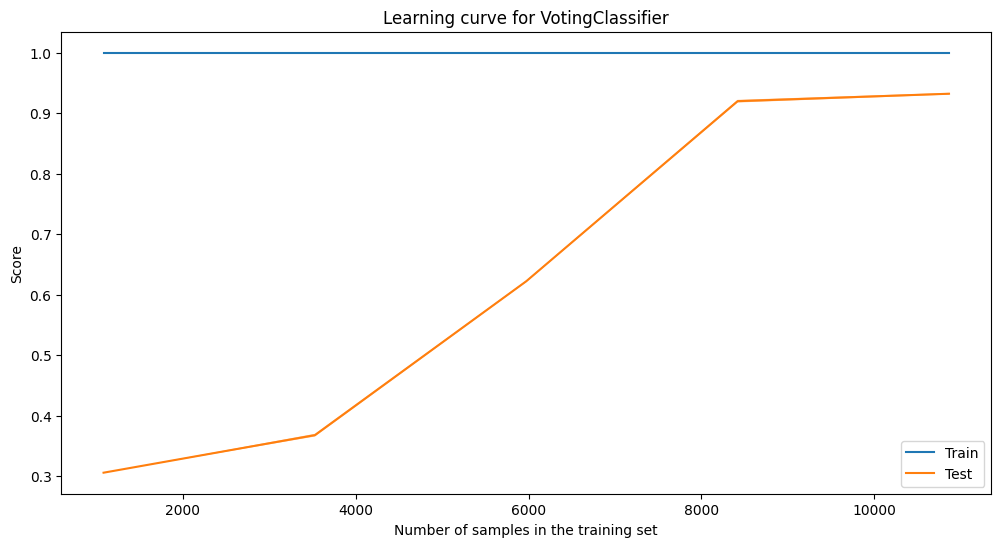 Learning curve for VotingClassifier
1.0
0.9
0.8
0.7
0.6
0.5
0.4
0.3
Score
2000 4000 6000 8000 10000
Number of samples in the training set
Train
Test